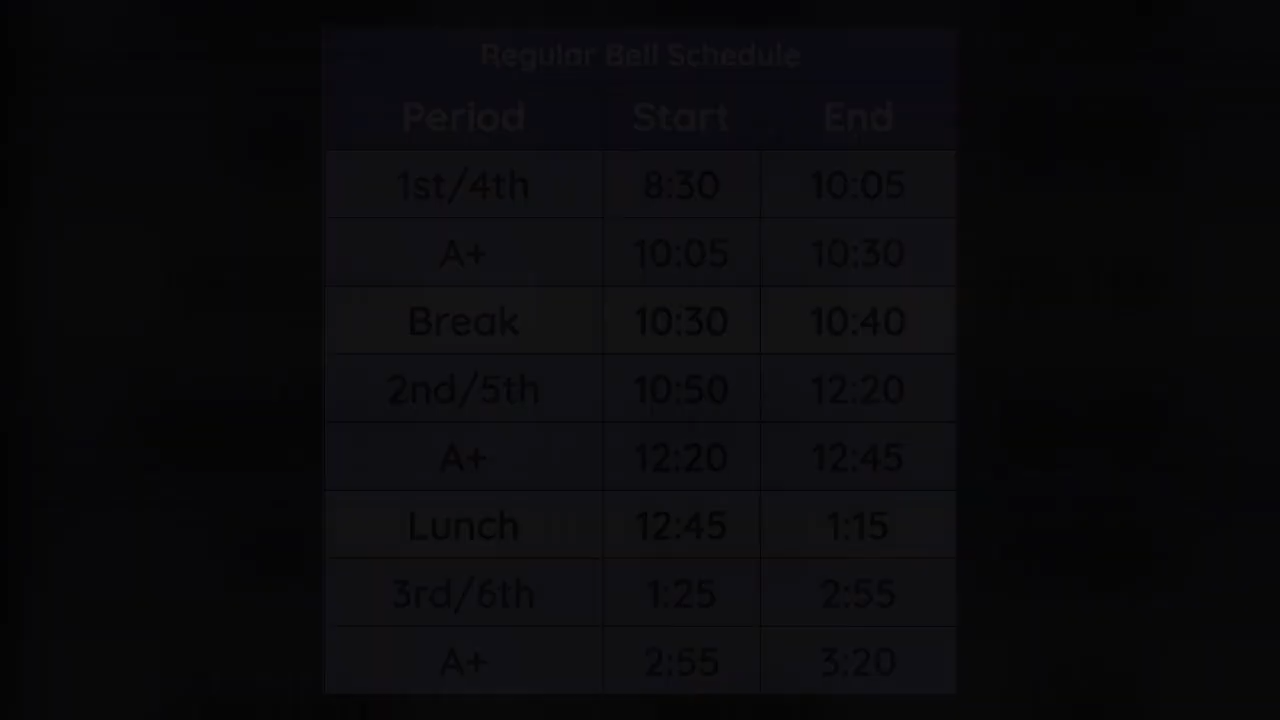 Regular Bell Schedule
Period Start End
1st/4th 8:30 10:05
A+ 10:05 10:30
Break 10:30 10:40
2nd/5th 10:50 12:20
A+ 12:20 12:45
Lunch 12:45 1:15
3rd/6th 1:25 2:55
A+ 2:55 3:20